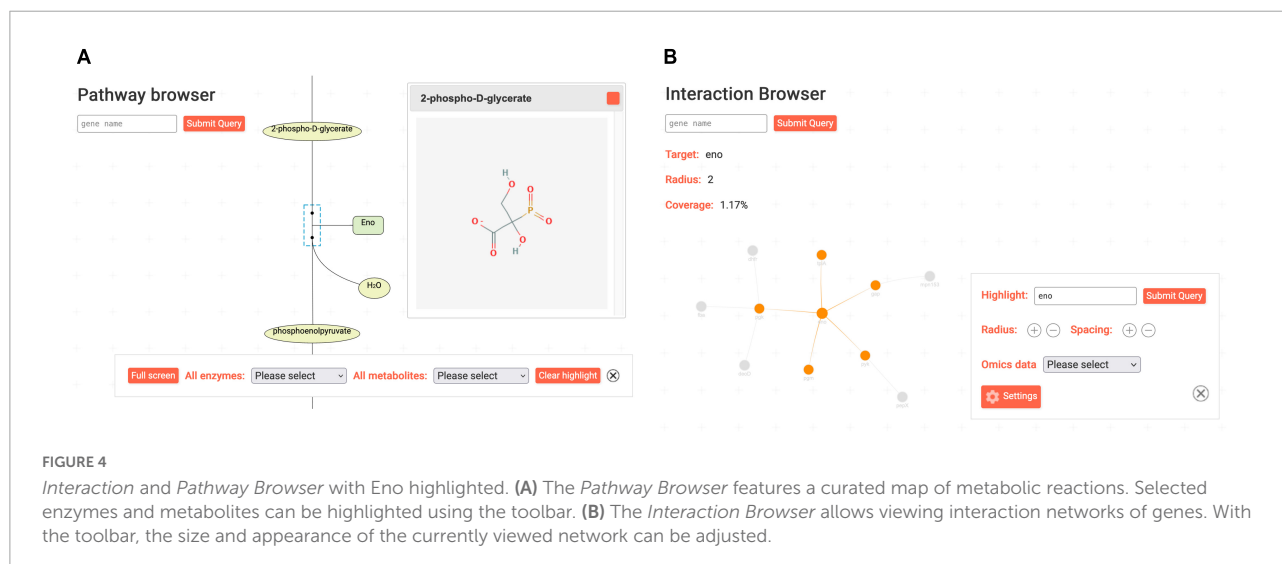 A
Pathway browser
gene name Submit Query
2-phospho-D-glycerate
Eno
H₂O
phosphoenolpyruvate
2-phospho-D-glycerate
H
O
O
P
O
O-
O
O
H
Full screen All enzymes: Please select All metabolites: Please select Clear highlight
B
Interaction Browser
gene name Submit Query
Target: eno
Radius: 2
Coverage: 1.17%
Highlight: eno Submit Query
Radius: Spacing:
Omics data Please select
Settings
FIGURE 4
Interaction and Pathway Browser with Eno highlighted. (A) The Pathway Browser features a curated map of metabolic reactions. Selected
enzymes and metabolites can be highlighted using the toolbar. (B) The Interaction Browser allows viewing interaction networks of genes. With
the toolbar, the size and appearance of the currently viewed network can be adjusted.